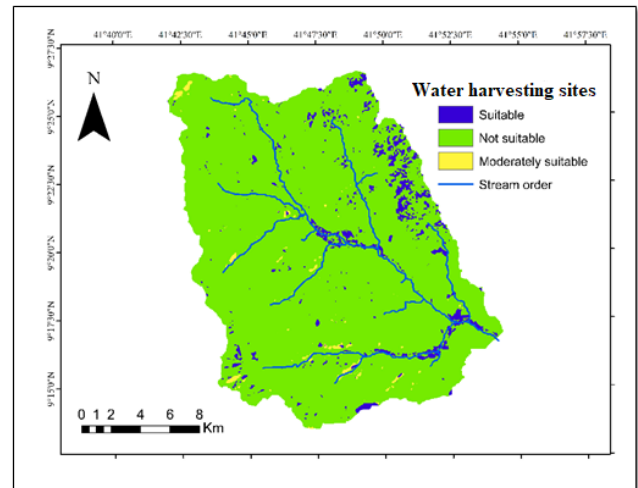 41°40'0"E 41°42'30"E 41°45'0"E 41°47'30"E 41°50'0"E 41°52'30"E 41°55'0"E 41°57'30"E
9°27'30"N
9°25'0"N
9°22'30"N
9°20'0"N
9°17'30"N
9°15'0"N
N
Water harvesting sites
Suitable
Not suitable
Moderately suitable
Stream order
0 1 2 4 6 8
Km